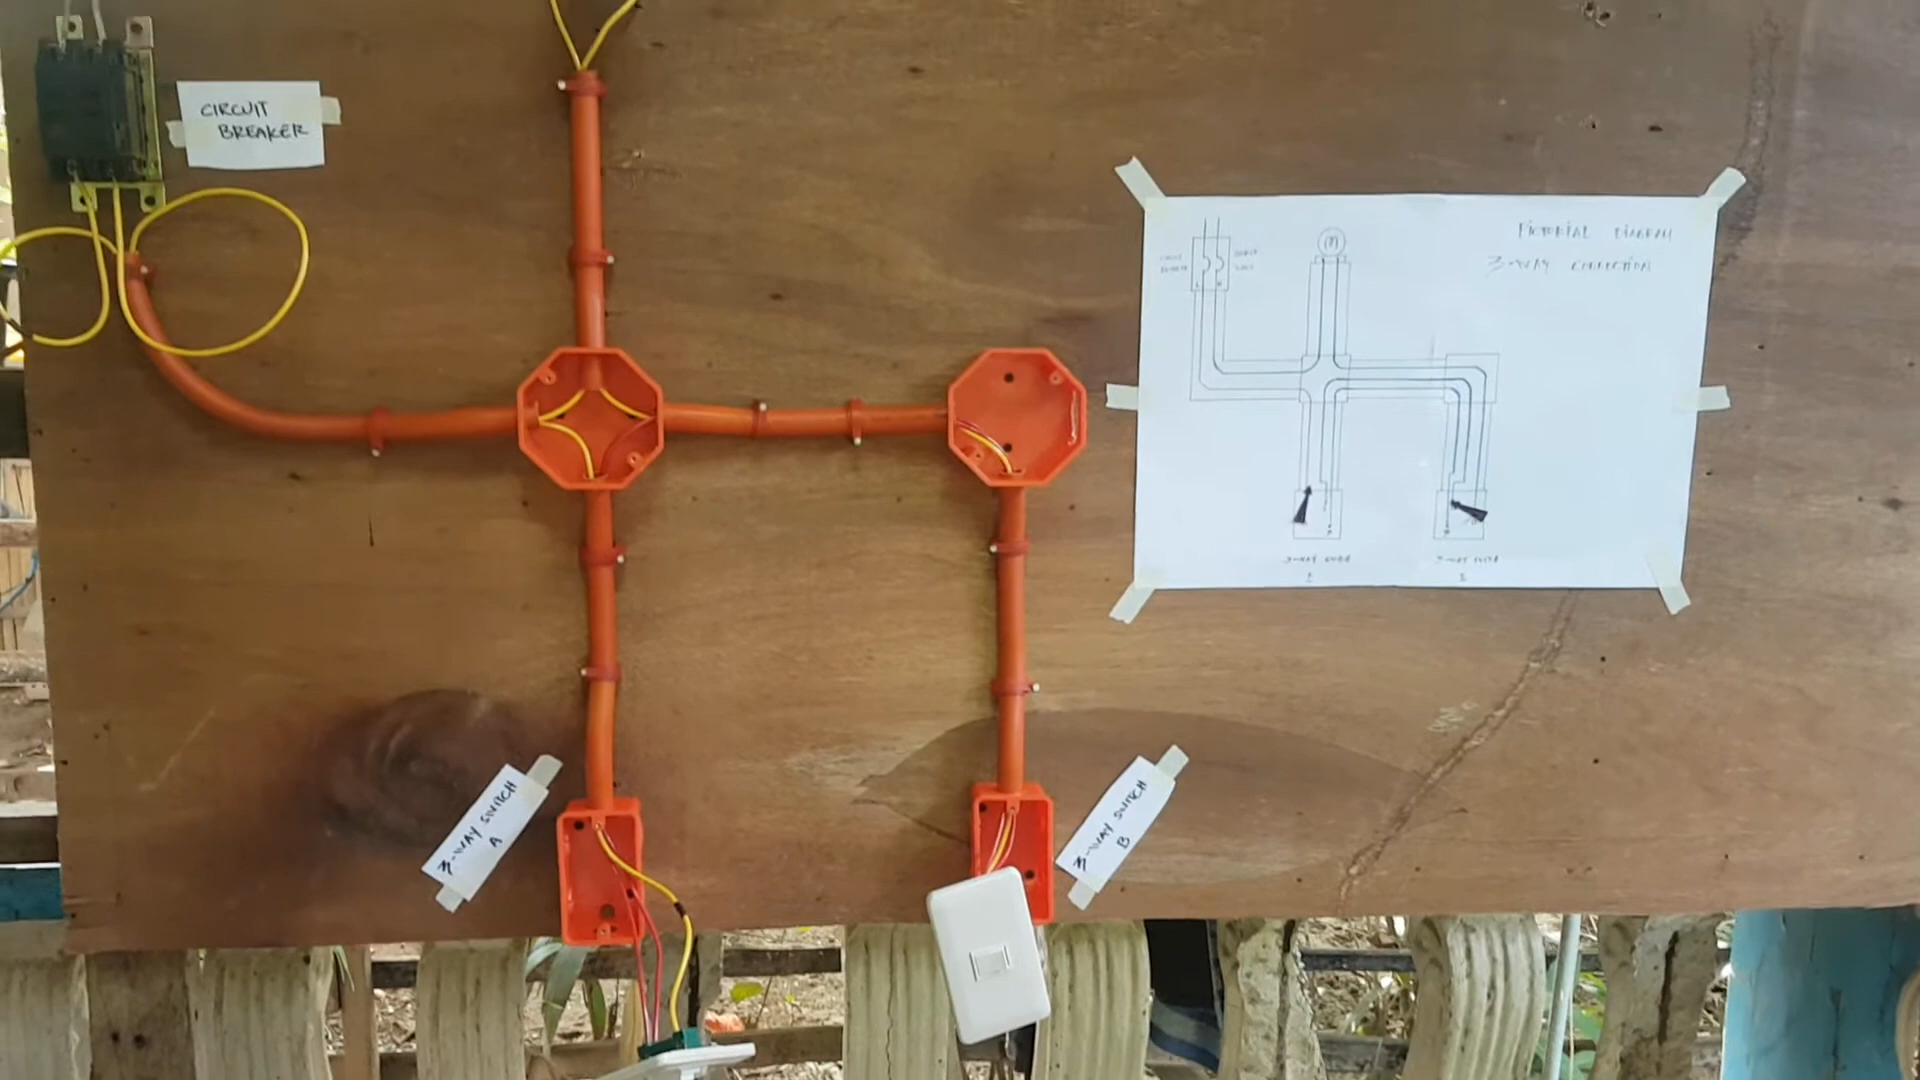 CIRCUIT
BREAKER
PICTORIAL DIAGRAM
3-WAY CONNECTION
3-WAY SWITCH
A
3-WAY SWITCH
B